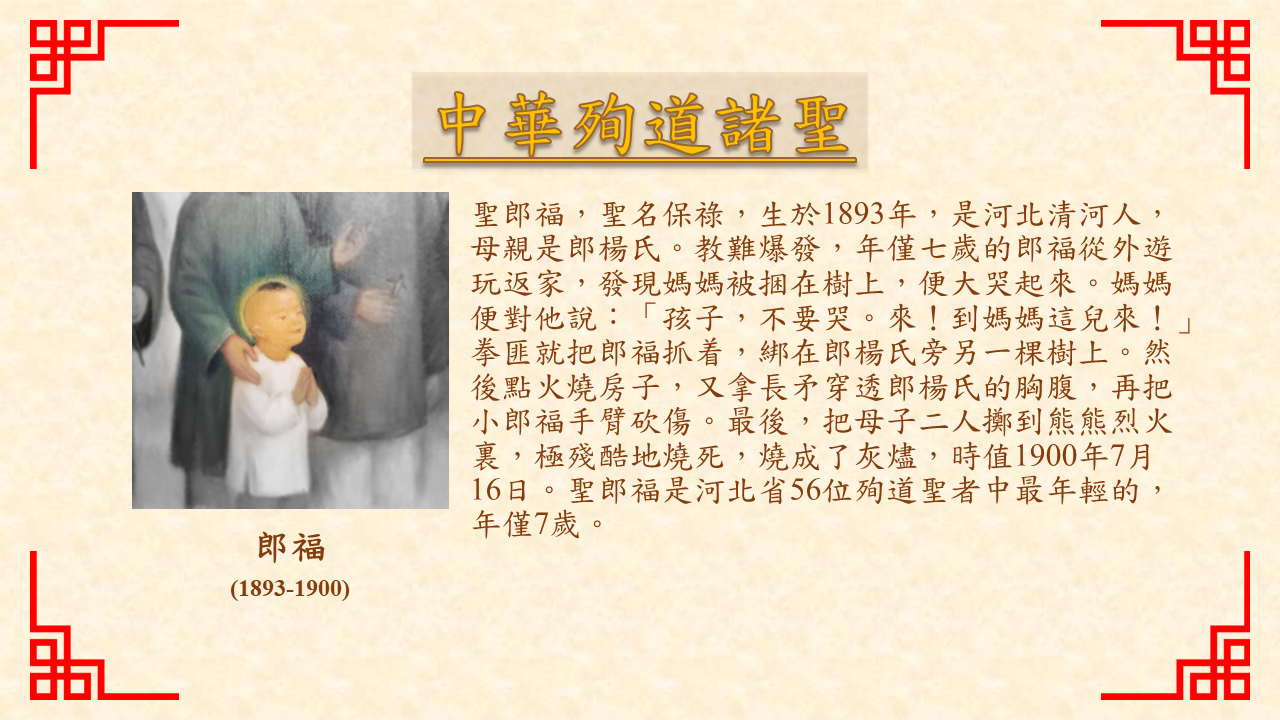 中華殉道諸聖
聖郎福，聖名保祿，生於1893年，是河北清河人，
母親是郎楊氏。教難爆發，年僅七歲的郎福從外遊
玩返家，發現媽媽被捆在樹上，便大哭起來。媽媽
便對他說：「孩子，不要哭。來！到媽媽這兒來！」
拳匪就把郎福抓着，綁在郎楊氏旁另一棵樹上。然
後點火燒房子，又拿長矛穿透郎楊氏的胸腹，再把
小郎福手臂砍傷。最後，把母子二人擲到熊熊烈火
裏，極殘酷地燒死，燒成了灰燼，時值1900年7月
16日。聖郎福是河北省56位殉道聖者中最年輕的，
年僅7歲。
郎福
(1893-1900)